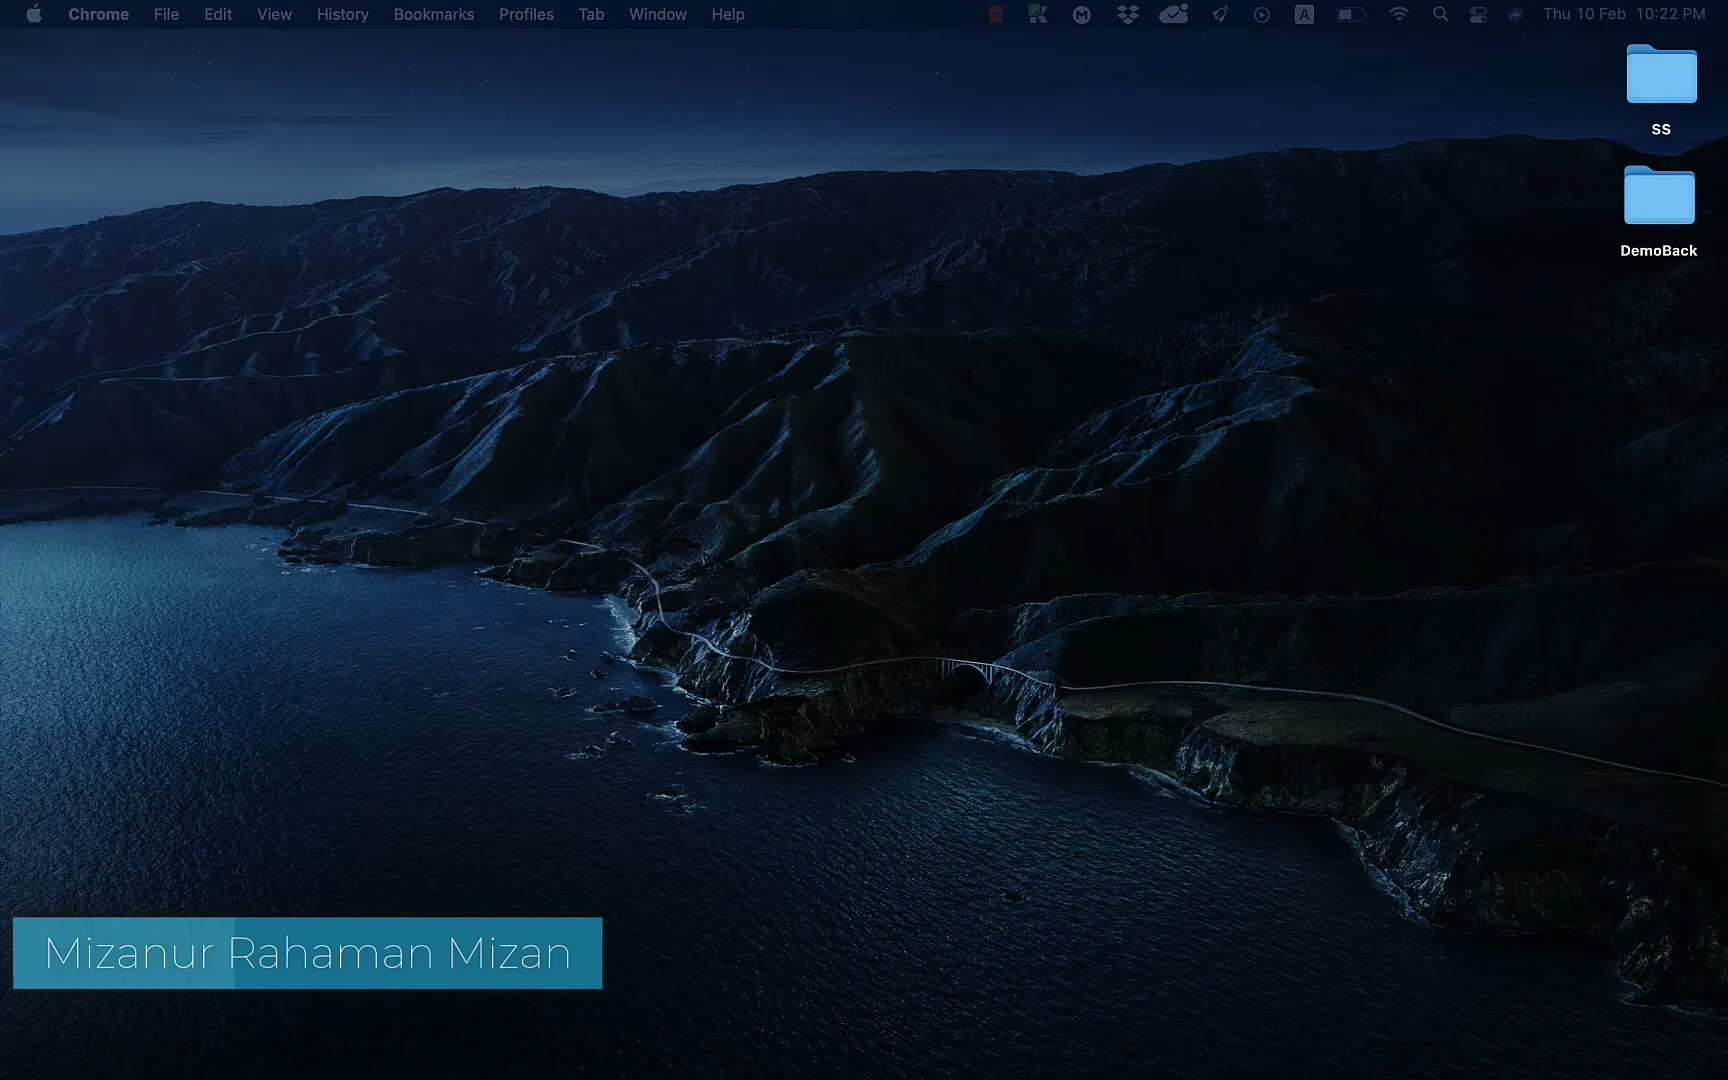 Chrome File Edit View History Bookmarks Profiles Tab Window Help A Thu 10 Feb 10:22 PM
SS
DemoBack
Mizanur Rahaman Mizan